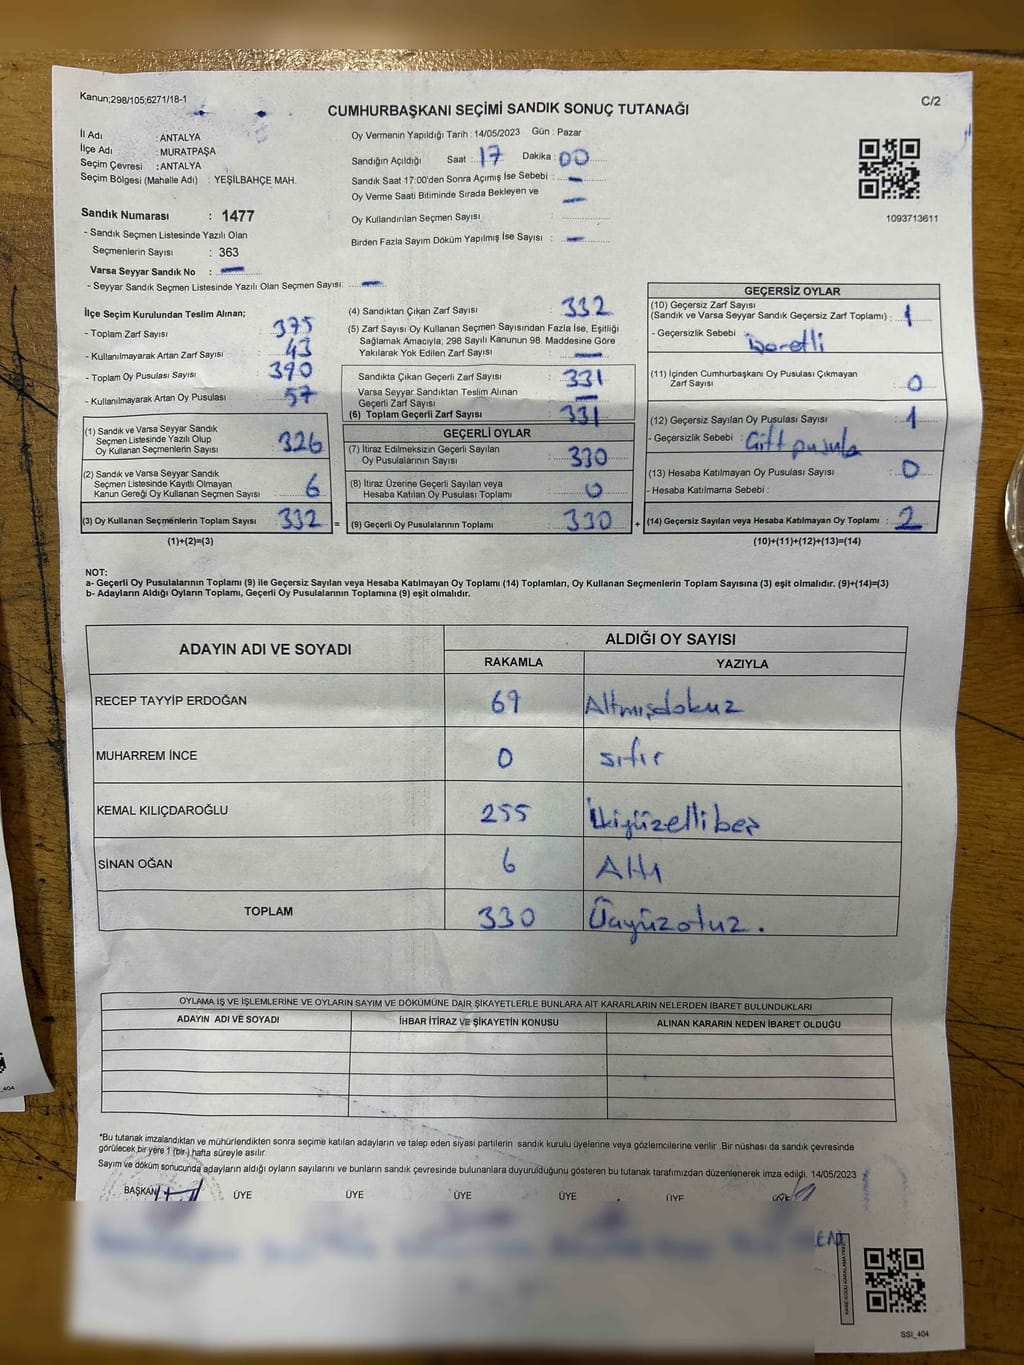 Kanun;298/105;6271/18-1
C/2
CUMHURBAŞKANI SEÇİMİ SANDIK SONUÇ TUTANAĞI
İl Adı : ANTALYA
İlçe Adı : MURATPAŞA
Seçim Çevresi : ANTALYA
Seçim Bölgesi (Mahalle Adı) : YEŞİLBAHÇE MAH.
Sandık Numarası : 1477
- Sandık Seçmen Listesinde Yazılı Olan
Seçmenlerin Sayısı : 363
Varsa Seyyar Sandık No : —
- Seyyar Sandık Seçmen Listesinde Yazılı Olan Seçmen Sayısı: —
Oy Vermenin Yapıldığı Tarih : 14/05/2023 Gün : Pazar
Sandığın Açıldığı Saat : 17 Dakika : 00
Sandık Saat 17:00'den Sonra Açımış İse Sebebi : —
Oy Verme Saati Bitiminde Sırada Bekleyen ve —
Oy Kullandırılan Seçmen Sayısı :
Birden Fazla Sayım Döküm Yapılmış İse Sayısı : —
1093713611
İlçe Seçim Kurulundan Teslim Alınan;
- Toplam Zarf Sayısı : 375
- Kullanılmayarak Artan Zarf Sayısı : 43
- Toplam Oy Pusulası Sayısı : 390
- Kullanılmayarak Artan Oy Pusulası : 57
(1) Sandık ve Varsa Seyyar Sandık
Seçmen Listesinde Yazılı Olup
Oy Kullanan Seçmenlerin Sayısı : 326
(2) Sandık ve Varsa Seyyar Sandık
Seçmen Listesinde Kayıtlı Olmayan
Kanun Gereği Oy Kullanan Seçmen Sayısı : 6
(3) Oy Kullanan Seçmenlerin Toplam Sayısı : 332 =
(1)+(2)=(3)
(4) Sandıktan Çıkan Zarf Sayısı : 332
(5) Zarf Sayısı Oy Kullanan Seçmen Sayısından Fazla İse, Eşitliği
Sağlamak Amacıyla; 298 Sayılı Kanunun 98. Maddesine Göre
Yakılarak Yok Edilen Zarf Sayısı : —
Sandıkta Çıkan Geçerli Zarf Sayısı : 331
Varsa Seyyar Sandıktan Teslim Alınan
Geçerli Zarf Sayısı : —
(6) Toplam Geçerli Zarf Sayısı : 331
GEÇERLİ OYLAR
(7) İtiraz Edilmeksizin Geçerli Sayılan
Oy Pusulalarının Sayısı : 330
(8) İtiraz Üzerine Geçerli Sayılan veya
Hesaba Katılan Oy Pusulası Toplamı : 0
(9) Geçerli Oy Pusulalarının Toplamı : 330 +
GEÇERSİZ OYLAR
(10) Geçersiz Zarf Sayısı
(Sandık ve Varsa Seyyar Sandık Geçersiz Zarf Toplamı) : 1
- Geçersizlik Sebebi : İşaretli
(11) İçinden Cumhurbaşkanı Oy Pusulası Çıkmayan
Zarf Sayısı : 0
(12) Geçersiz Sayılan Oy Pusulası Sayısı : 1
- Geçersizlik Sebebi : Çift pusula
(13) Hesaba Katılmayan Oy Pusulası Sayısı : 0
- Hesaba Katılmama Sebebi :
(14) Geçersiz Sayılan veya Hesaba Katılmayan Oy Toplamı : 2
(10)+(11)+(12)+(13)=(14)
NOT:
a- Geçerli Oy Pusulalarının Toplamı (9) ile Geçersiz Sayılan veya Hesaba Katılmayan Oy Toplamı (14) Toplamları, Oy Kullanan Seçmenlerin Toplam Sayısına (3) eşit olmalıdır. (9)+(14)=(3)
b- Adayların Aldığı Oyların Toplamı, Geçerli Oy Pusulalarının Toplamına (9) eşit olmalıdır.
ADAYIN ADI VE SOYADI
ALDIĞI OY SAYISI
RAKAMLA YAZIYLA
RECEP TAYYİP ERDOĞAN 69 Altmışdokuz
MUHARREM İNCE 0 sıfır
KEMAL KILIÇDAROĞLU 255 İkiyüzellibeş
SİNAN OĞAN 6 Altı
TOPLAM 330 Üçyüzotuz.
OYLAMA İŞ VE İŞLEMLERİNE VE OYLARIN SAYIM VE DÖKÜMÜNE DAİR ŞİKAYETLERLE BUNLARA AİT KARARLARIN NELERDEN İBARET BULUNDUKLARI
ADAYIN ADI VE SOYADI İHBAR İTİRAZ VE ŞİKAYETİN KONUSU ALINAN KARARIN NEDEN İBARET OLDUĞU
*Bu tutanak imzalandıktan ve mühürlendikten sonra seçime katılan adayların ve talep eden siyasi partilerin sandık kurulu üyelerine veya gözlemcilerine verilir. Bir nüshası da sandık çevresinde
görülecek bir yere 1 (bir) hafta süreyle asılır.
Sayım ve döküm sonucunda adayların aldığı oyların sayılarını ve bunların sandık çevresinde bulunanlara duyurulduğunu gösteren bu tutanak tarafımızdan düzenlenerek imza edildi. 14/05/2023
BAŞKAN ÜYE ÜYE ÜYE ÜYE ÜYE ÜYE
SSI_404